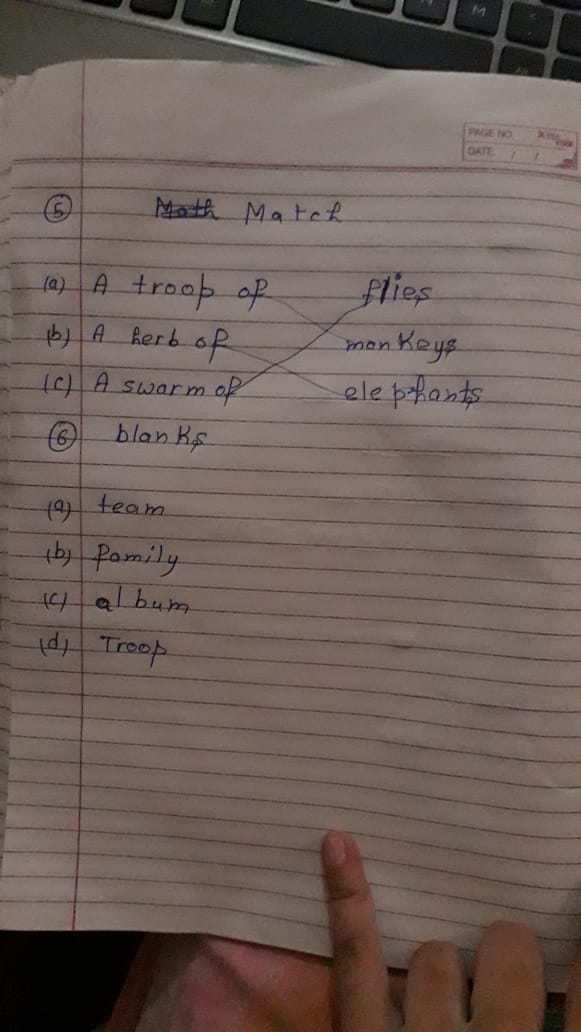 M
PAGE NO
DATE / /
5 Math Match
(a) A troop of flies
(b) A herb of monkeys
(c) A swarm of elephants
6 blanks
(a) team
(b) family
(c) album
(d) Troop